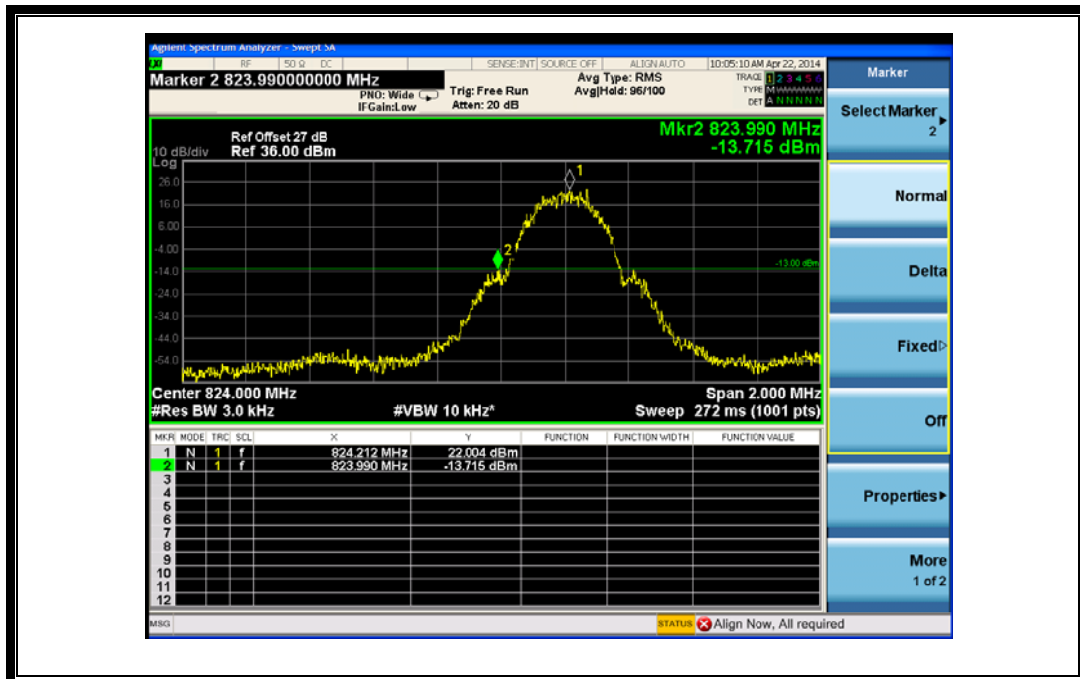 Agilent Spectrum Analyzer - Swept SA
RF 50 Ω DC SENSE:INT SOURCE OFF ALIGN AUTO 10:05:10 AM Apr 22, 2014
Marker 2 823.990000000 MHz
PNO: Wide
IFGain:Low
Trig: Free Run
Atten: 20 dB
Avg Type: RMS
Avg|Hold: 96/100
TRACE 1 2 3 4 5 6
TYPE M
DET A N N N N N
Ref Offset 27 dB
10 dB/div Ref 36.00 dBm
Log
Mkr2 823.990 MHz
-13.715 dBm
26.0
16.0
6.00
-4.00
-14.0
-24.0
-34.0
-44.0
-54.0
1
2
-13.00 dBm
Center 824.000 MHz Span 2.000 MHz
#Res BW 3.0 kHz #VBW 10 kHz* Sweep 272 ms (1001 pts)
MKR MODE TRC SCL X Y FUNCTION FUNCTION WIDTH FUNCTION VALUE
1 N 1 f 824.212 MHz 22.004 dBm
2 N 1 f 823.990 MHz -13.715 dBm
3
4
5
6
7
8
9
10
11
12
MSG STATUS Align Now, All required
Marker
Select Marker
2
Normal
Delta
Fixed
Off
Properties
More
1 of 2